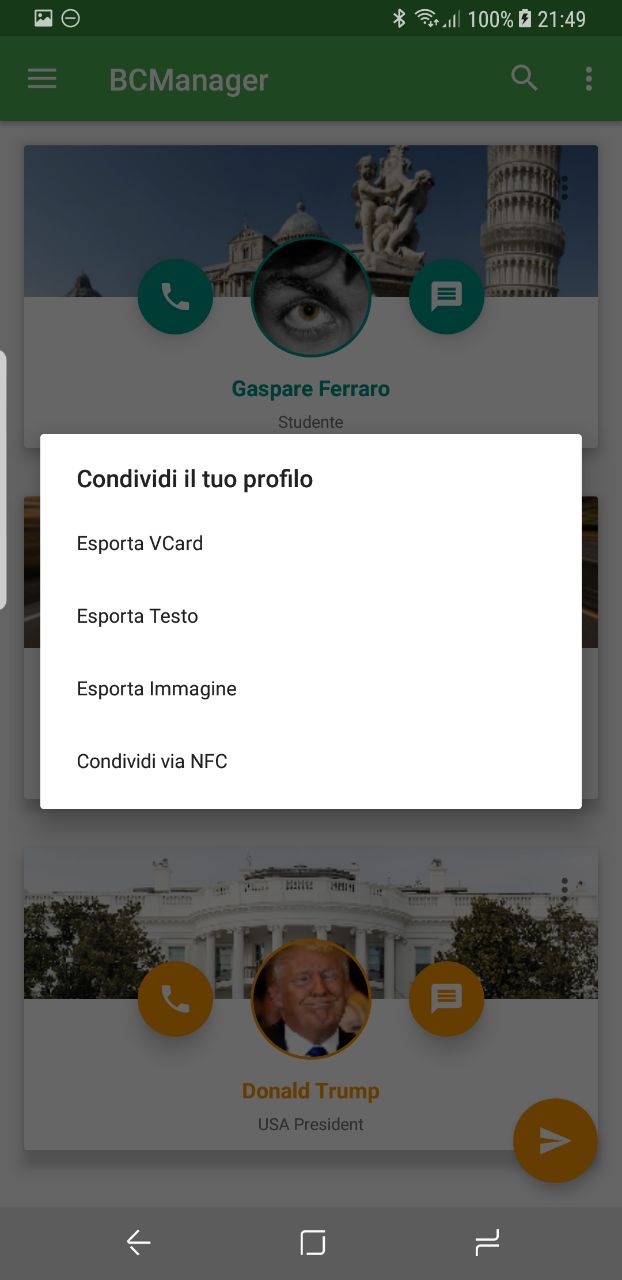 100% 21:49
BCManager
Gaspare Ferraro
Studente
Condividi il tuo profilo
Esporta VCard
Esporta Testo
Esporta Immagine
Condividi via NFC
Donald Trump
USA President